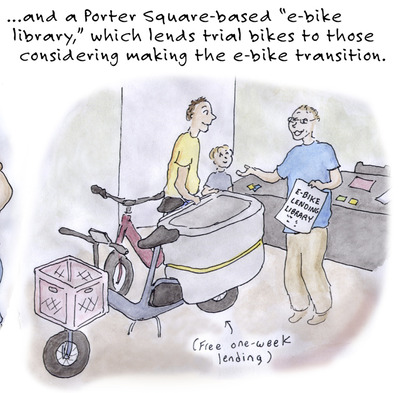 ...and a Porter Square-based "e-bike
library," which lends trial bikes to those
considering making the e-bike transition.
E-BIKE
LENDING
LIBRARY
(Free one-week
lending)